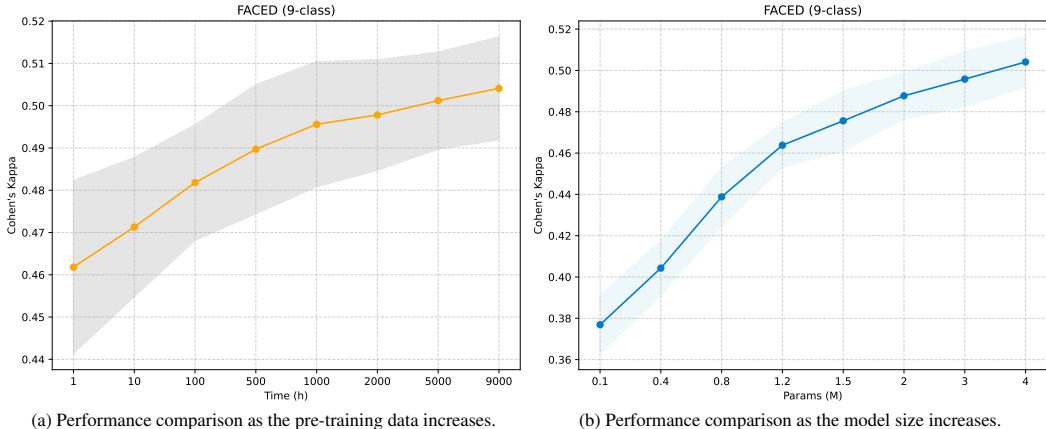 FACED (9-class)
0.52
0.51
0.50
0.49
0.48
0.47
0.46
0.45
0.44
Cohen's Kappa
1 10 100 500 1000 2000 5000 9000
Time (h)
(a) Performance comparison as the pre-training data increases.
FACED (9-class)
0.52
0.50
0.48
0.46
0.44
0.42
0.40
0.38
0.36
Cohen's Kappa
0.1 0.4 0.8 1.2 1.5 2 3 4
Params (M)
(b) Performance comparison as the model size increases.